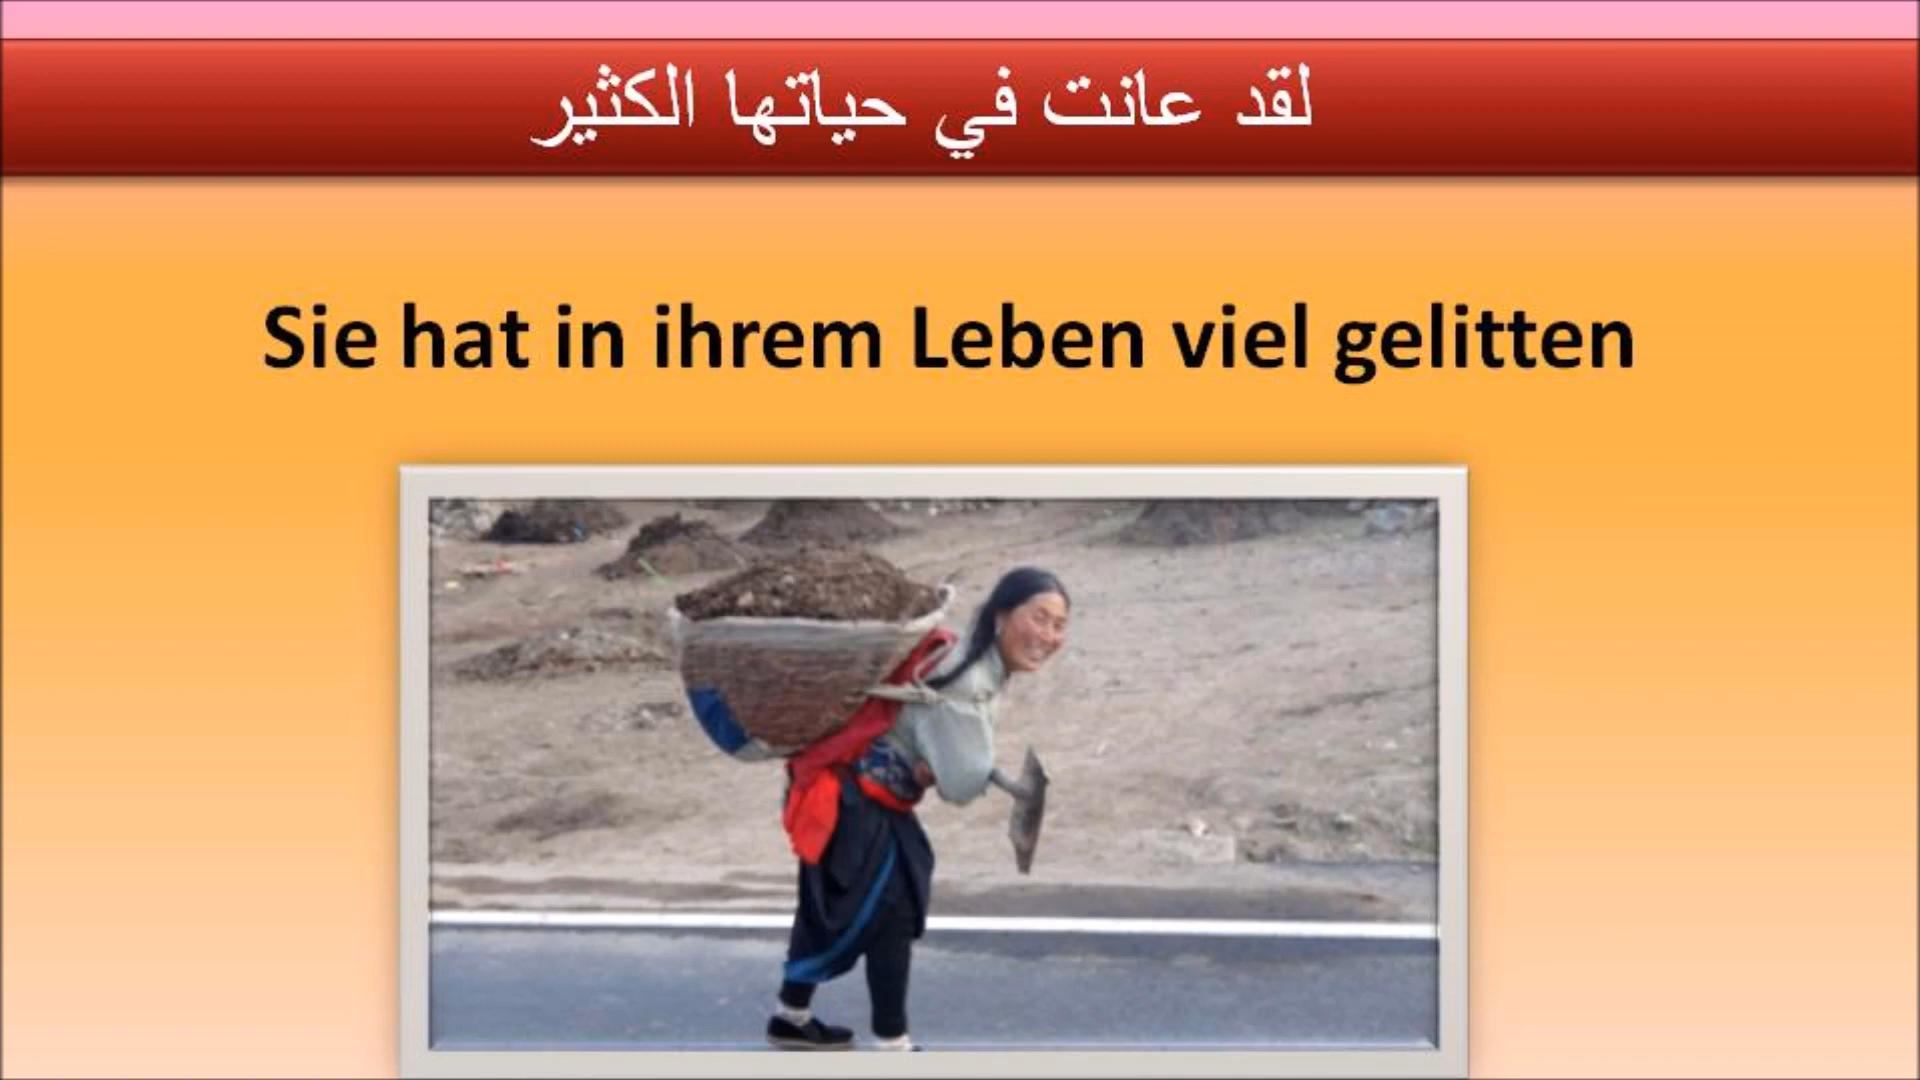 لقد عانت في حياتها الكثير
Sie hat in ihrem Leben viel gelitten